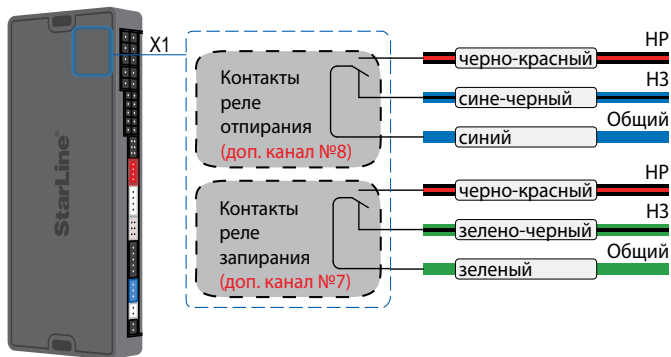 X1
Контакты
реле
отпирания
(доп. канал №8)
черно-красный
НР
сине-черный
НЗ
синий
Общий
Контакты
реле
запирания
(доп. канал №7)
черно-красный
НР
зелено-черный
НЗ
зеленый
Общий
StarLine